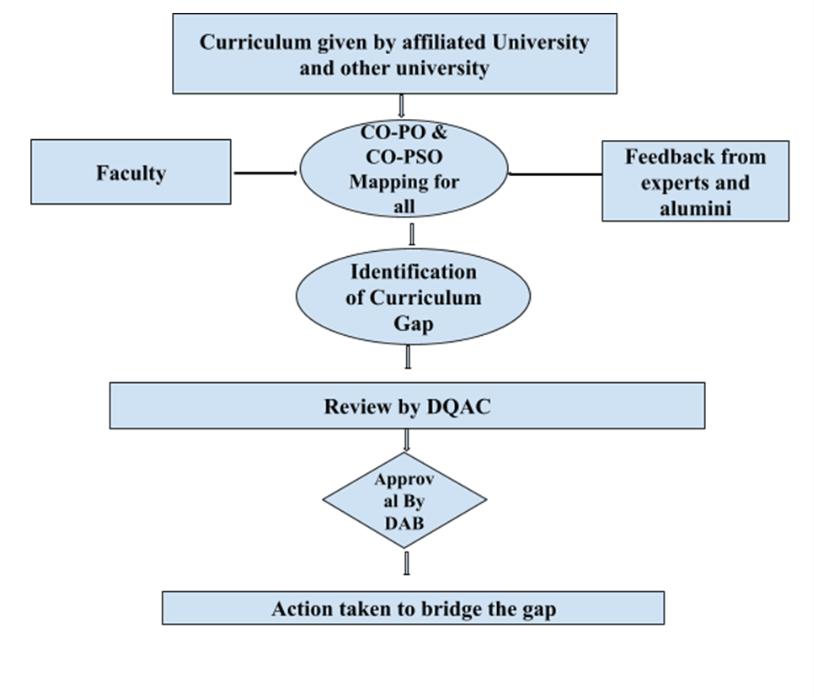 Curriculum given by affiliated University
and other university
CO-PO &
CO-PSO
Mapping for
all
Faculty
Feedback from
experts and
alumini
Identification
of Curriculum
Gap
Review by DQAC
Approv
al By
DAB
Action taken to bridge the gap